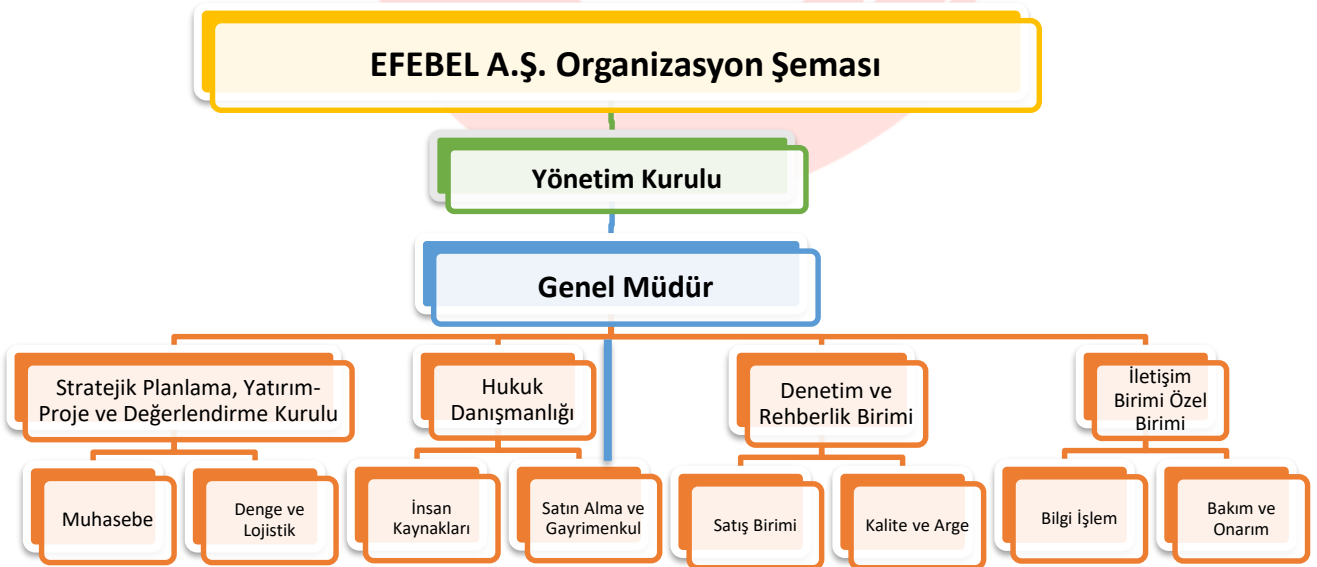 EFEBEL A.Ş. Organizasyon Şeması
Yönetim Kurulu
Genel Müdür
Stratejik Planlama, Yatırım-
Proje ve Değerlendirme Kurulu
Hukuk
Danışmanlığı
Denetim ve
Rehberlik Birimi
İletişim
Birimi Özel
Birimi
Muhasebe
Denge ve
Lojistik
İnsan
Kaynakları
Satın Alma ve
Gayrimenkul
Satış Birimi
Kalite ve Arge
Bilgi İşlem
Bakım ve
Onarım